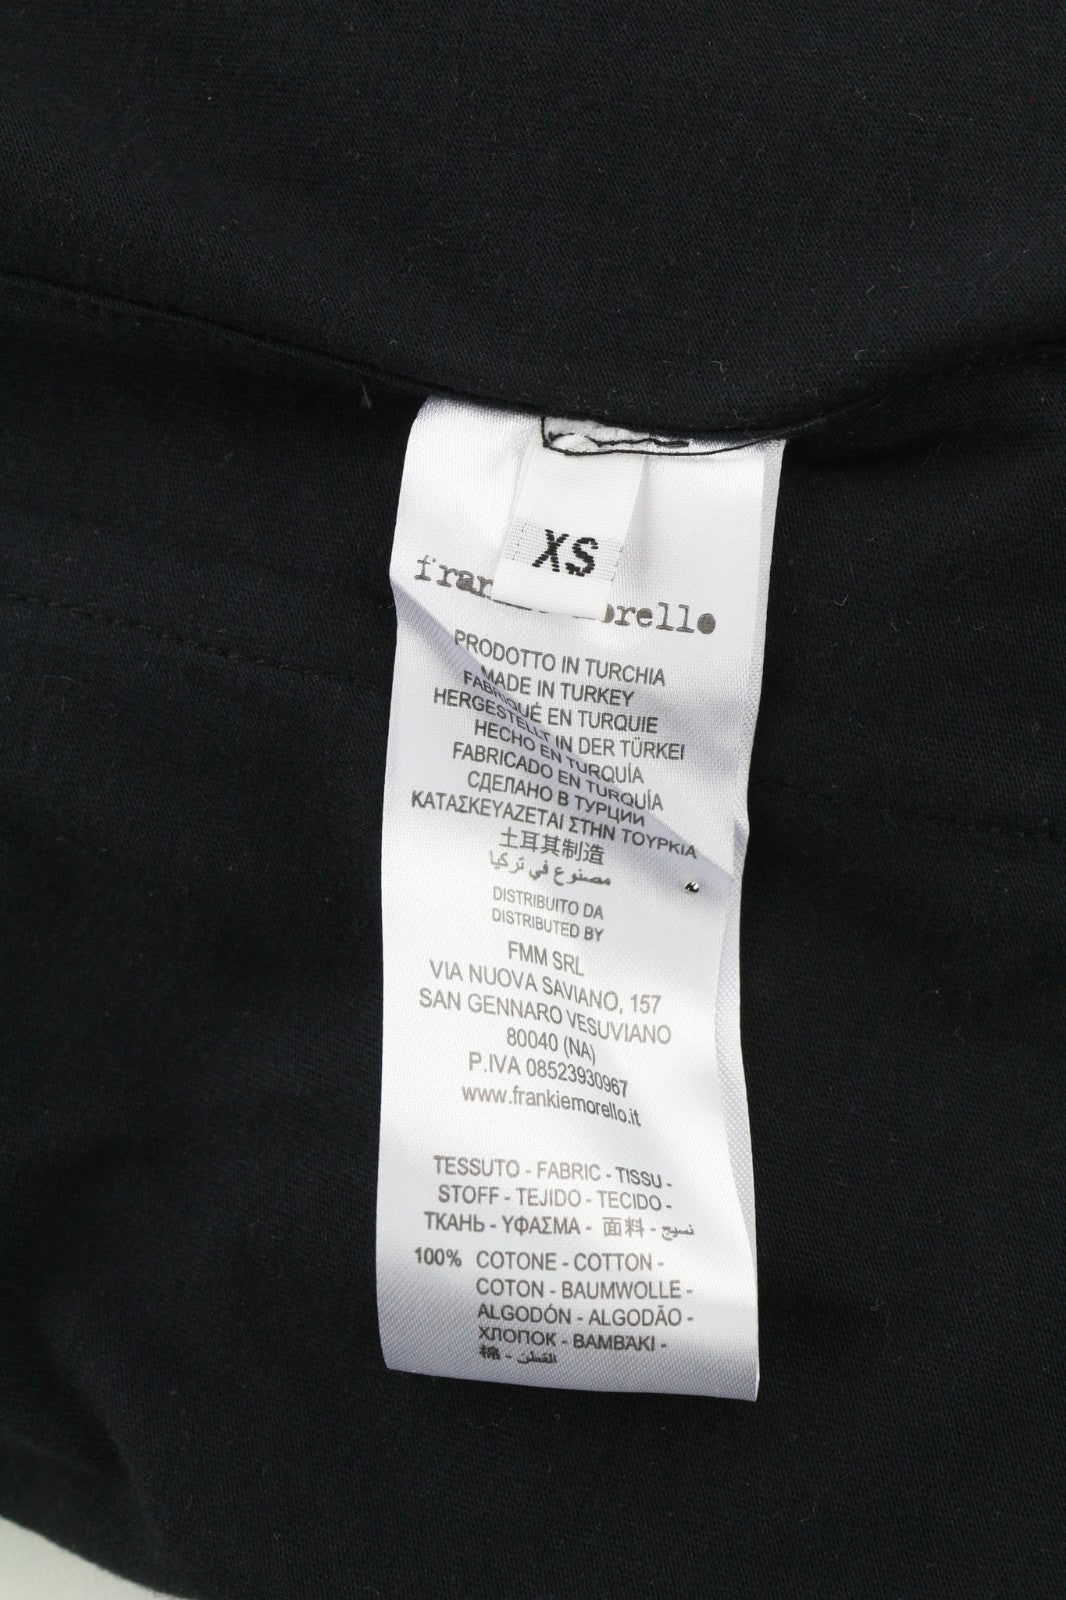 XS
frankie morello
PRODOTTO IN TURCHIA
MADE IN TURKEY
FABRIQUÉ EN TURQUIE
HERGESTELLT IN DER TÜRKEI
HECHO EN TURQUÍA
FABRICADO EN TURQUÍA
СДЕЛАНО В ТУРЦИИ
ΚΑΤΑΣΚΕΥΑΖΕΤΑΙ ΣΤΗΝ ΤΟΥΡΚΙΑ
土耳其制造
مصنوع في تركيا
DISTRIBUITO DA
DISTRIBUTED BY
FMM SRL
VIA NUOVA SAVIANO, 157
SAN GENNARO VESUVIANO
80040 (NA)
P.IVA 08523930967
www.frankiemorello.it
TESSUTO - FABRIC - TISSU -
STOFF - TEJIDO - TECIDO -
ТКАНЬ - ΥΦΑΣΜΑ - 面料 - نسيج
100% COTONE - COTTON -
COTON - BAUMWOLLE -
ALGODÓN - ALGODÃO -
ХЛОПОК - ΒΑΜΒΆΚΙ -
棉 - القطن